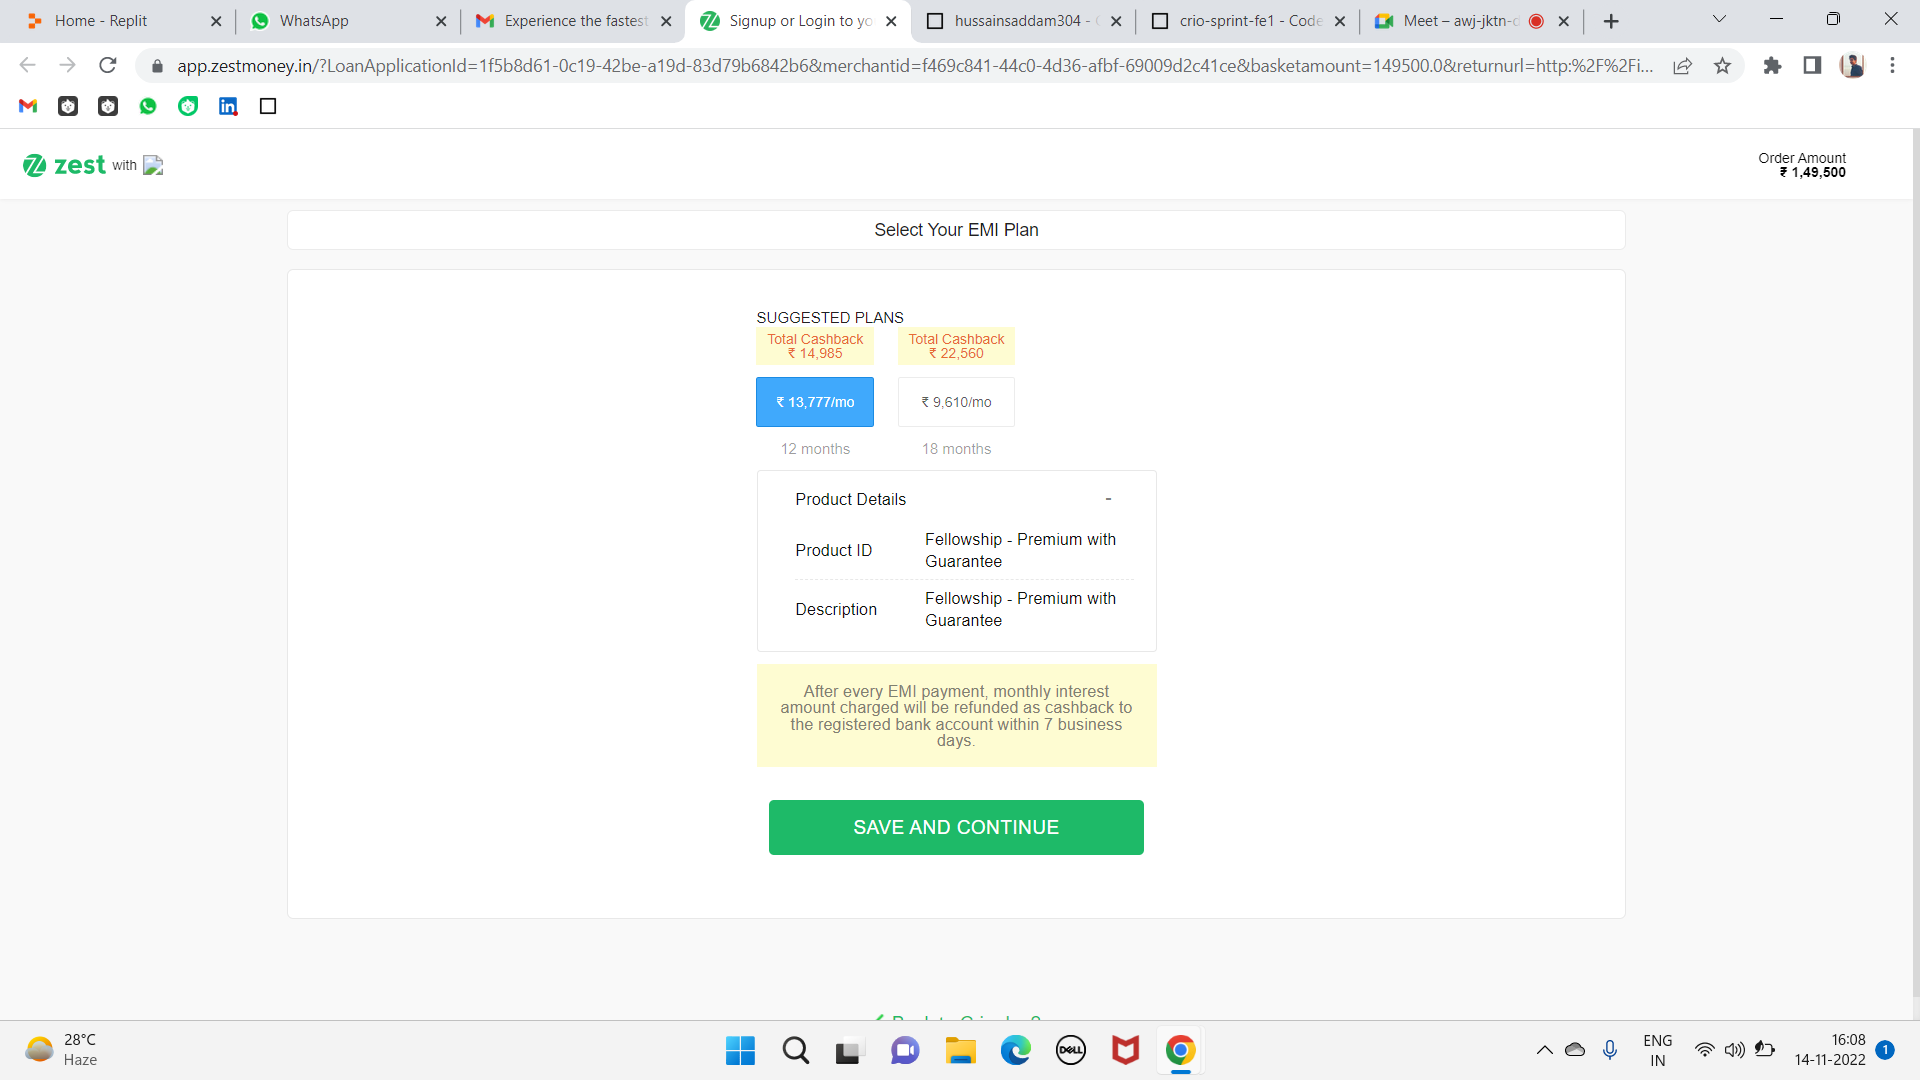 Home - Replit
WhatsApp
Experience the fastest
Signup or Login to yo
hussainsaddam304 - 
crio-sprint-fe1 - Code
Meet – awj-jktn-d
app.zestmoney.in/?LoanApplicationId=1f5b8d61-0c19-42be-a19d-83d79b6842b6&merchantid=f469c841-44c0-4d36-afbf-69009d2c41ce&basketamount=149500.0&returnurl=http:%2F%2Fi...
zest with
Order Amount
₹ 1,49,500
Select Your EMI Plan
SUGGESTED PLANS
Total Cashback
₹ 14,985
Total Cashback
₹ 22,560
₹ 13,777/mo
₹ 9,610/mo
12 months
18 months
Product Details -
Product ID
Fellowship - Premium with
Guarantee
Description
Fellowship - Premium with
Guarantee
After every EMI payment, monthly interest
amount charged will be refunded as cashback to
the registered bank account within 7 business
days.
SAVE AND CONTINUE
28°C
Haze
DELL
ENG
IN
16:08
14-11-2022
1